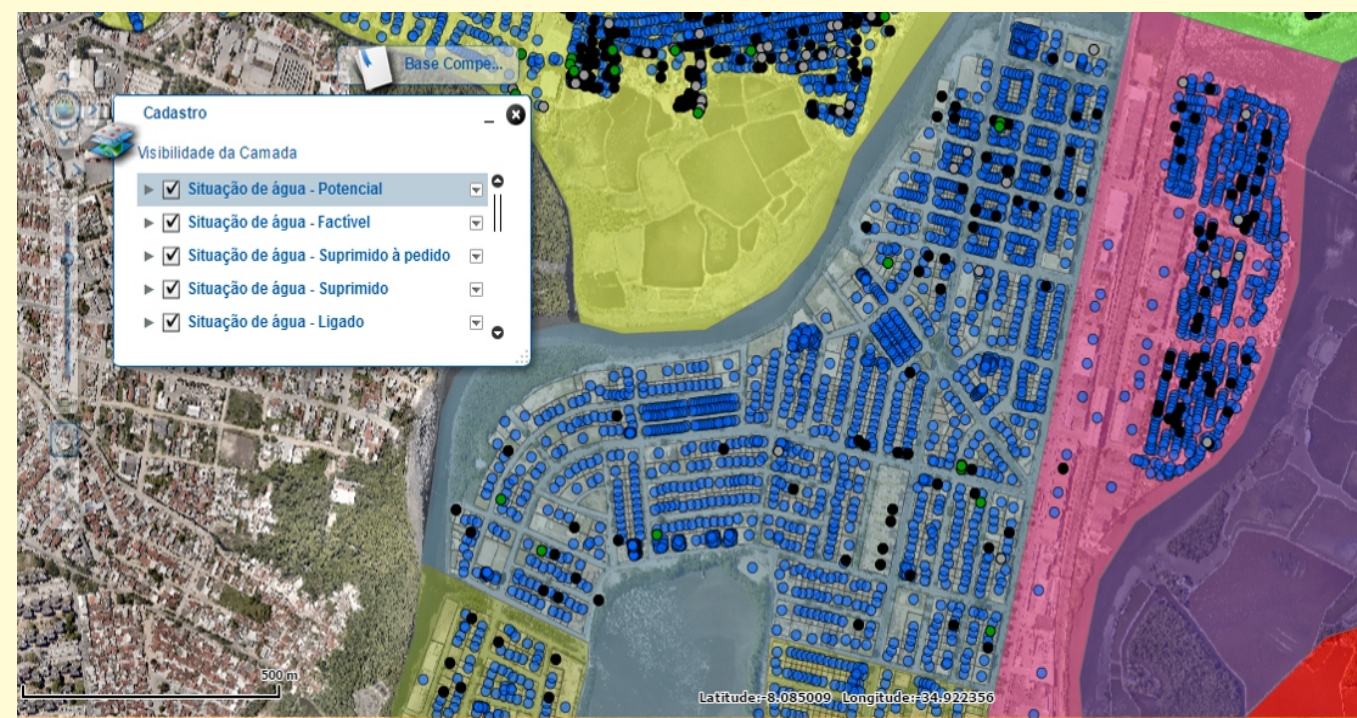 Base Compe...
Cadastro
Visibilidade da Camada
Situação de água - Potencial
Situação de água - Factível
Situação de água - Suprimido à pedido
Situação de água - Suprimido
Situação de água - Ligado
500 m
Latitude:-8.085009 Longitude:-34.922356